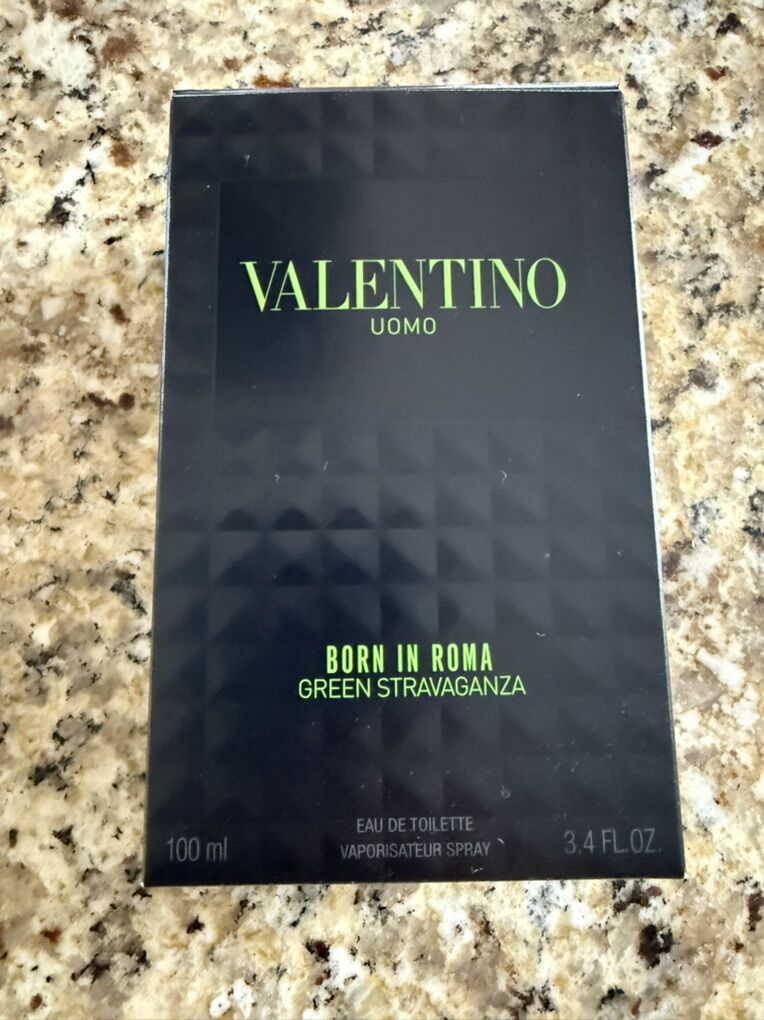 VALENTINO
UOMO
BORN IN ROMA
GREEN STRAVAGANZA
EAU DE TOILETTE
100 ml VAPORISATEUR SPRAY 3,4 FL.OZ.